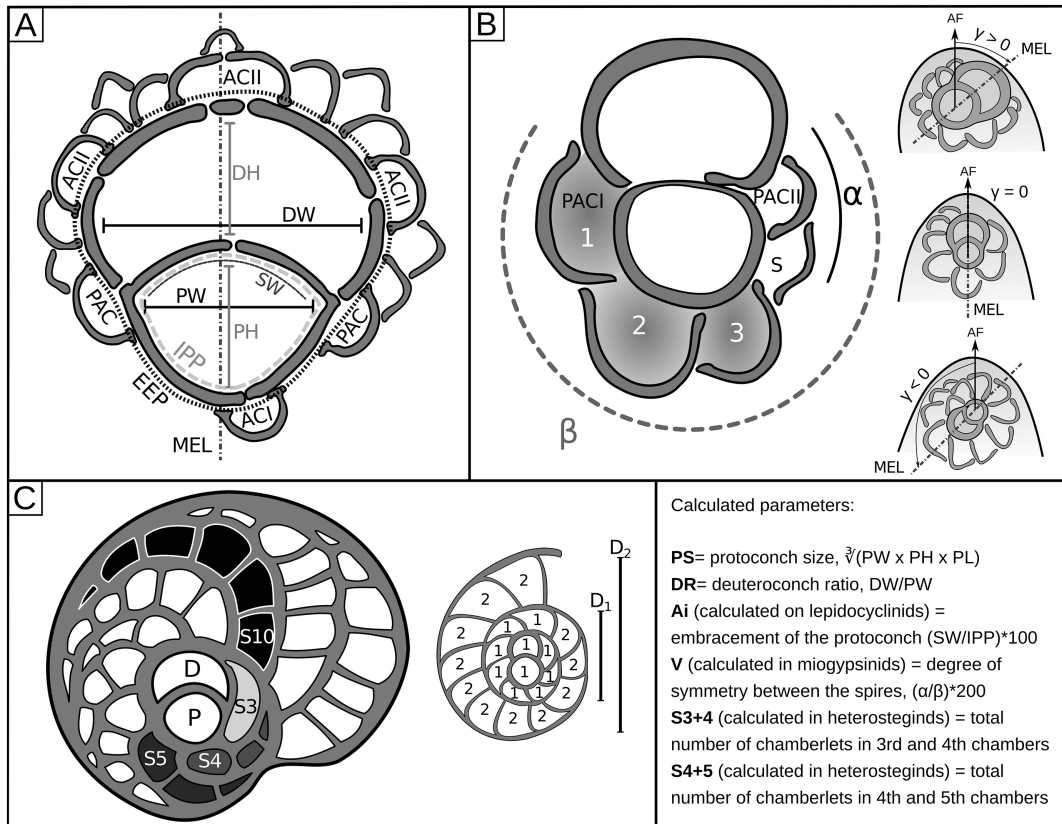 A
ACII
ACII
ACII
DH
DW
SW
PW
PH
IPP
PAC
PAC
EEP
ACI
MEL
B
PACI
1
2
3
PACII
S
α
β
AF
γ > 0
MEL
AF
γ = 0
MEL
AF
γ < 0
MEL
C
S10
D
P
S3
S5
S4
D2
D1
2
2
2
2
2
2
2
2
2
2
2
1
1
1
1
1
1
1
1
1
1
1
Calculated parameters:
PS= protoconch size, ∛(PW x PH x PL)
DR= deuteroconch ratio, DW/PW
Ai (calculated on lepidocyclinids) =
embracement of the protoconch (SW/IPP)*100
V (calculated in miogypsinids) = degree of
symmetry between the spires, (α/β)*200
S3+4 (calculated in heterosteginds) = total
number of chamberlets in 3rd and 4th chambers
S4+5 (calculated in heterosteginds) = total
number of chamberlets in 4th and 5th chambers